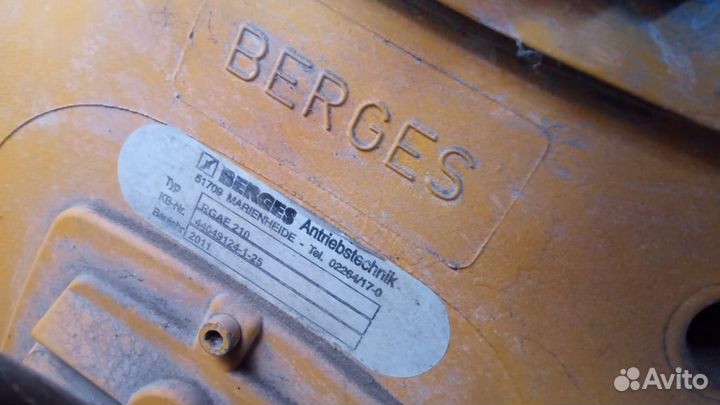 BERGES
BERGES Antriebstechnik
51709 MARIENHEIDE - Tel. 02264/17-0
Typ RGAE 210
KB-Nr. 44049124-1-25
Baujahr 2011
Avito